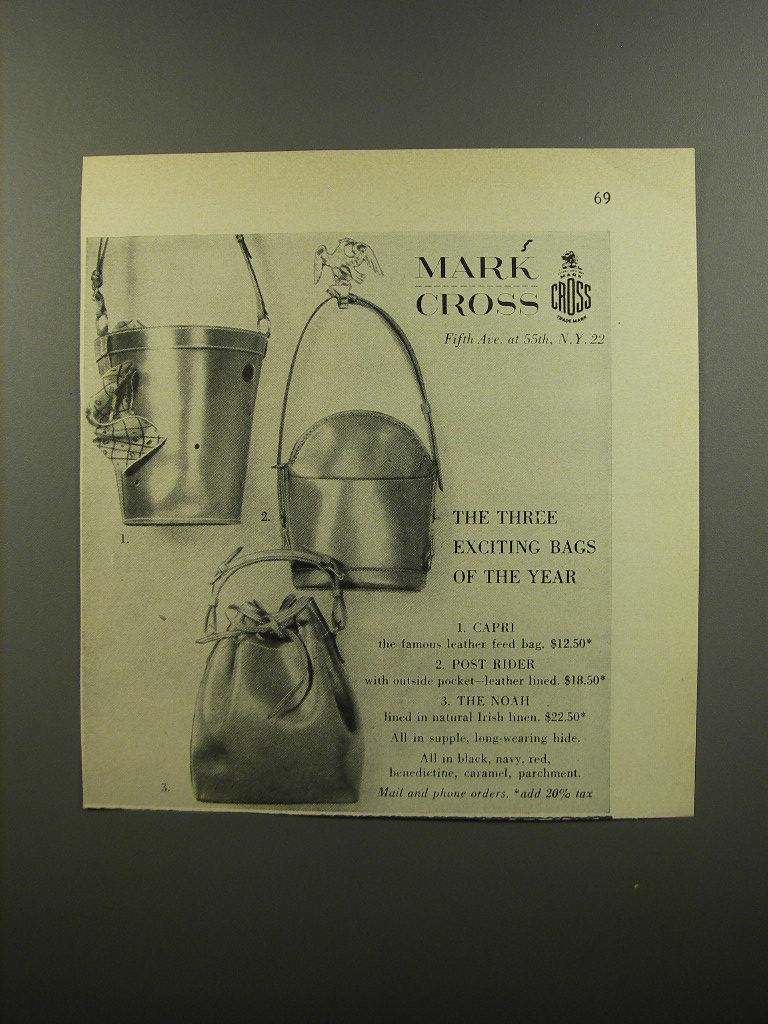 69
MARK
CROSS
MARK
CROSS
TRADE MARK
Fifth Ave. at 55th, N.Y. 22
1.
2.
THE THREE
EXCITING BAGS
OF THE YEAR
1. CAPRI
the famous leather feed bag. $12.50*
2. POST RIDER
with outside pocket—leather lined. $18.50*
3. THE NOAH
lined in natural Irish linen. $22.50*
All in supple, long-wearing hide.
All in black, navy, red,
benedictine, caramel, parchment.
3.
Mail and phone orders. *add 20% tax